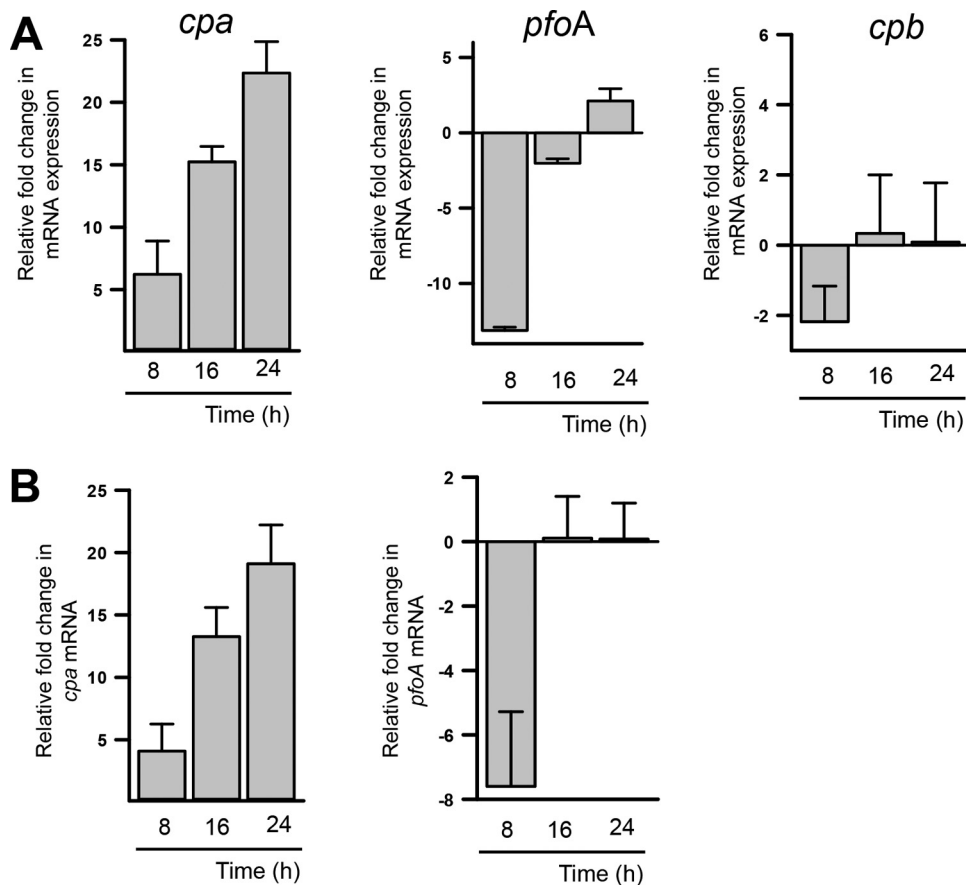 A
cpa
Relative fold change in
mRNA expression
25
20
15
10
5
8 16 24
Time (h)
pfoA
Relative fold change in
mRNA expression
5
0
-5
-10
8 16 24
Time (h)
cpb
Relative fold change in
mRNA expression
6
4
2
0
-2
8 16 24
Time (h)
B
Relative fold change in
cpa mRNA
25
20
15
10
5
8 16 24
Time (h)
Relative fold change in
pfoA mRNA
2
0
-2
-4
-6
-8
8 16 24
Time (h)